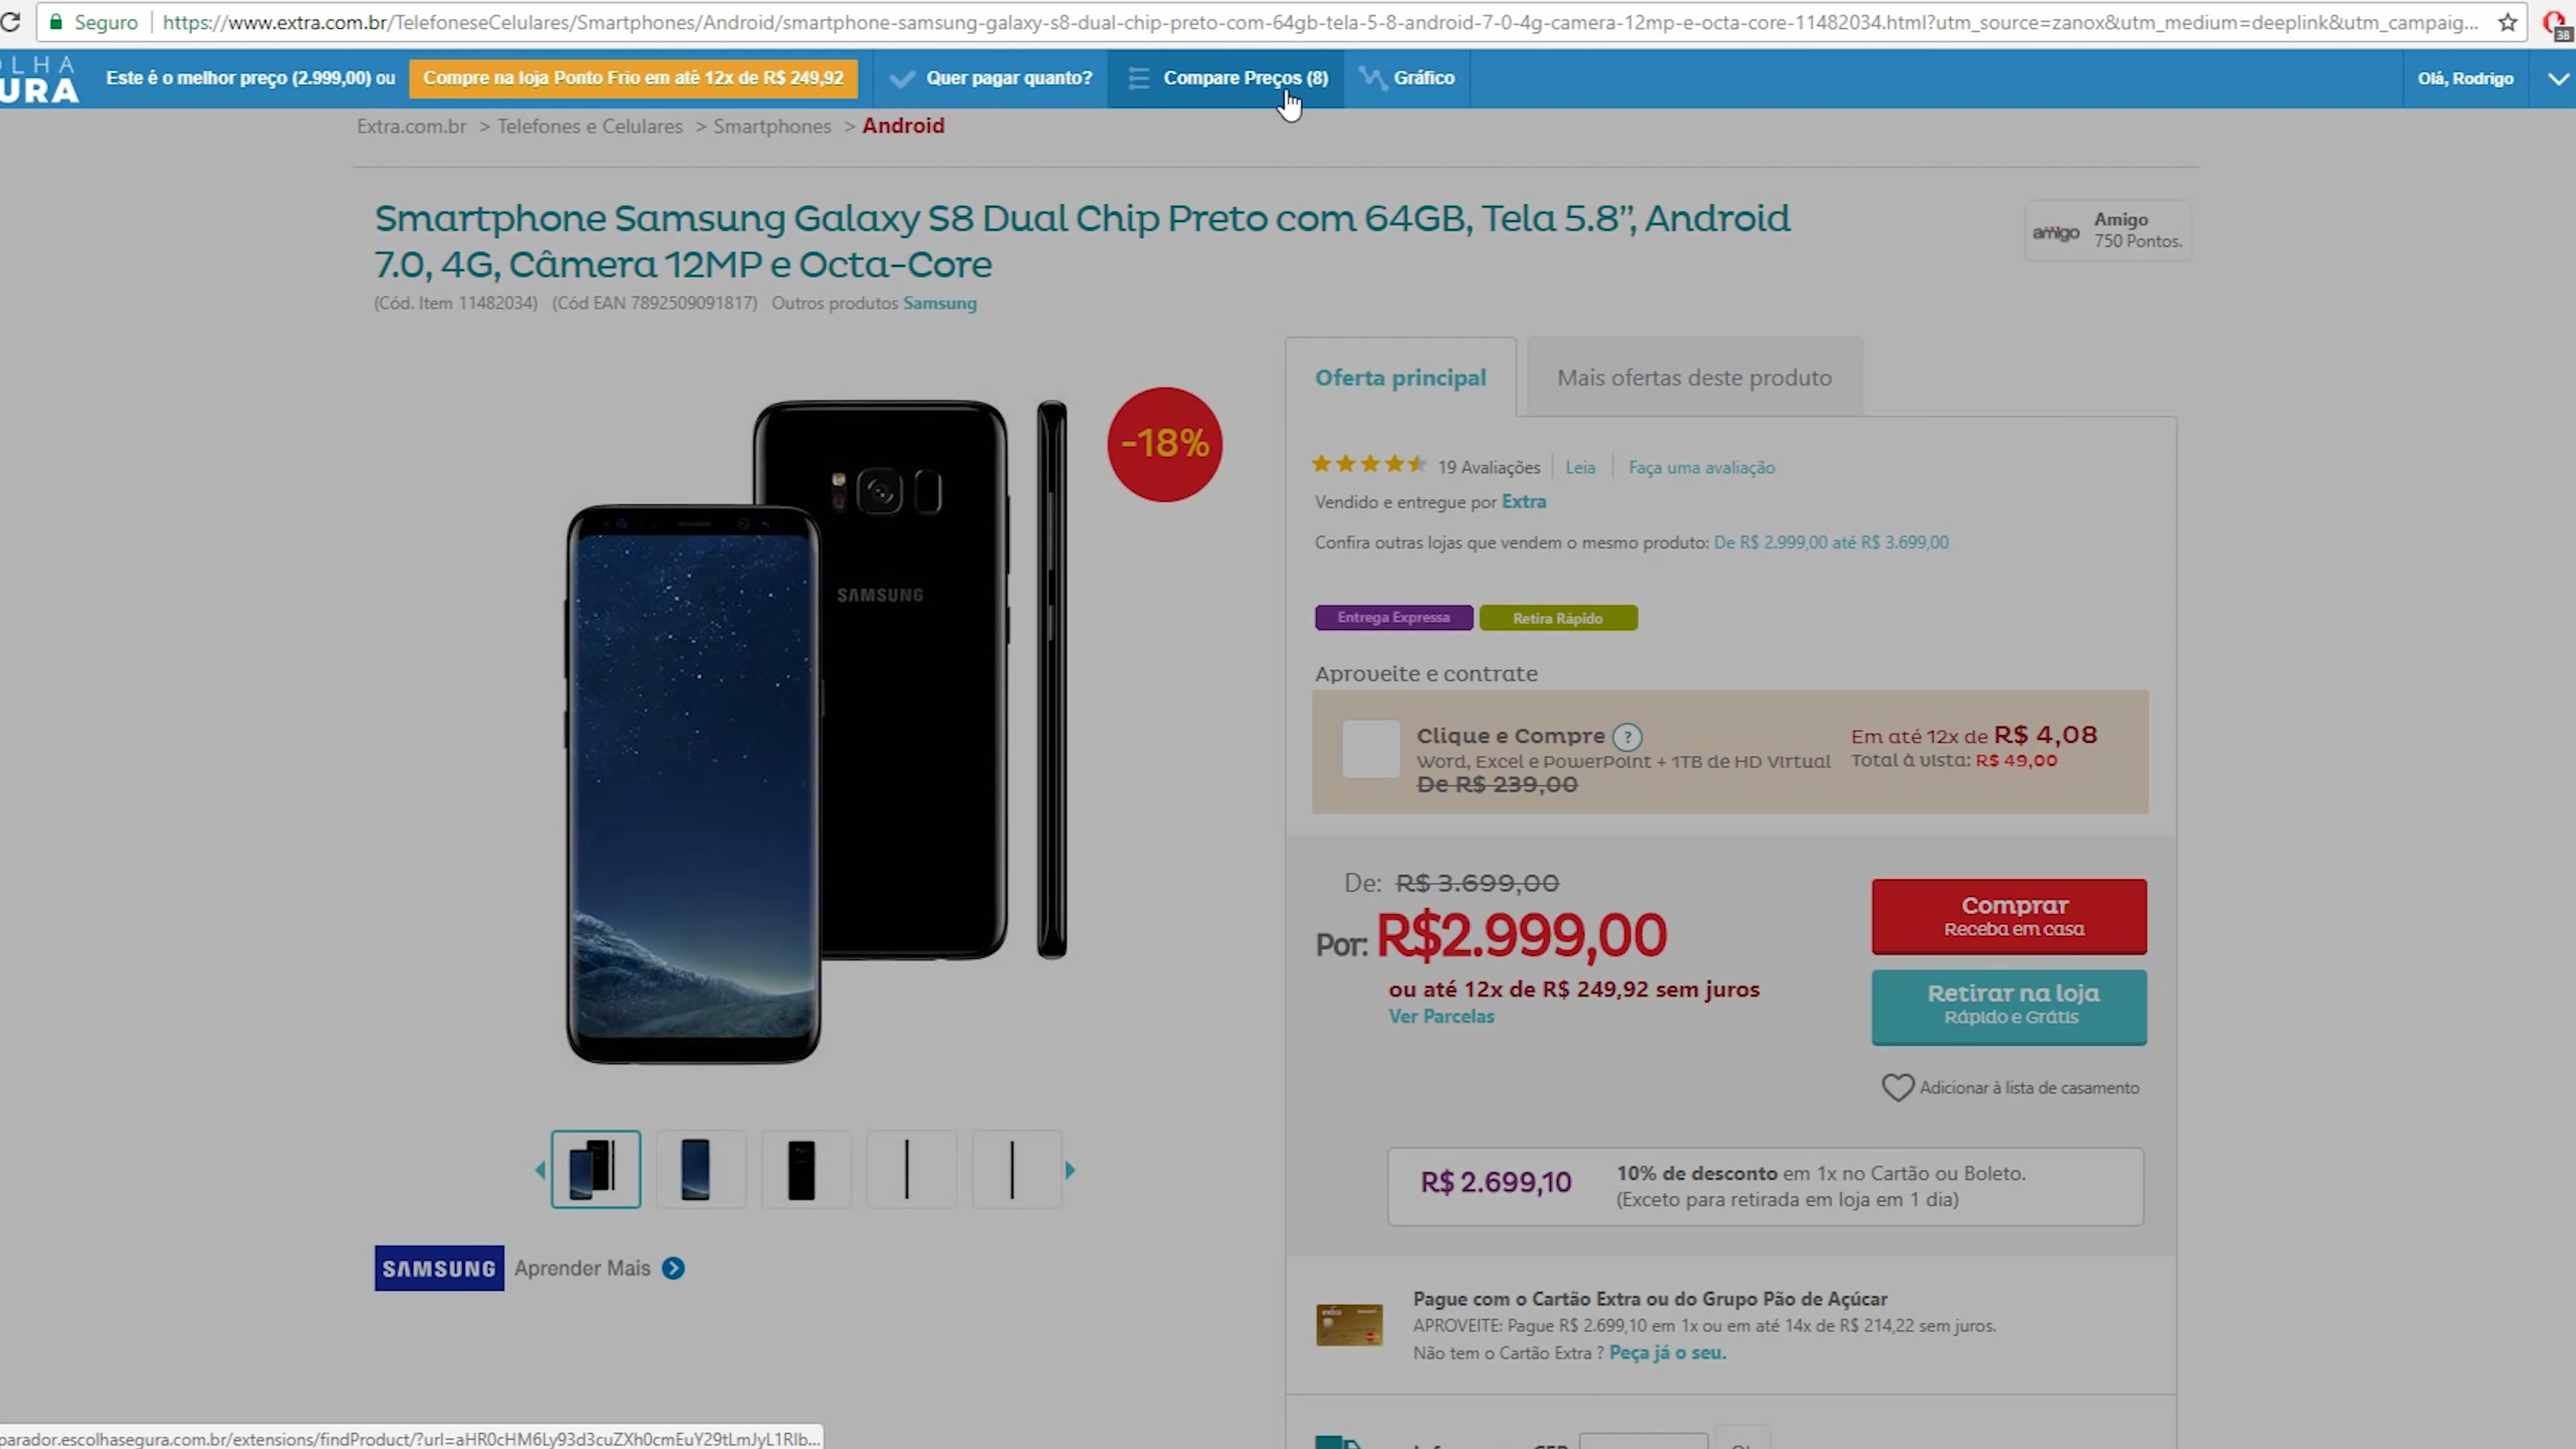 Seguro https://www.extra.com.br/TelefoneseCelulares/Smartphones/Android/smartphone-samsung-galaxy-s8-dual-chip-preto-com-64gb-tela-5-8-android-7-0-4g-camera-12mp-e-octa-core-11482034.html?utm_source=zanox&utm_medium=deeplink&utm_campaig...
38
OLHA
URA
Este é o melhor preço (2.999,00) ou
Compre na loja Ponto Frio em até 12x de R$ 249,92
Quer pagar quanto?
Compare Preços (8)
Gráfico
Olá, Rodrigo
Extra.com.br > Telefones e Celulares > Smartphones > Android
Smartphone Samsung Galaxy S8 Dual Chip Preto com 64GB, Tela 5.8”, Android
7.0, 4G, Câmera 12MP e Octa-Core
(Cód. Item 11482034) (Cód EAN 7892509091817) Outros produtos Samsung
amigo
Amigo
750 Pontos.
-18%
SAMSUNG
Oferta principal
Mais ofertas deste produto
19 Avaliações
Leia
Faça uma avaliação
Vendido e entregue por Extra
Confira outras lojas que vendem o mesmo produto: De R$ 2.999,00 até R$ 3.699,00
Entrega Expressa
Retira Rápido
Aproveite e contrate
Clique e Compre ?
Word, Excel e PowerPoint + 1TB de HD Virtual
De R$ 239,00
Em até 12x de R$ 4,08
Total à vista: R$ 49,00
De: R$ 3.699,00
Por: R$2.999,00
ou até 12x de R$ 249,92 sem juros
Ver Parcelas
Comprar
Receba em casa
Retirar na loja
Rápido e Grátis
Adicionar à lista de casamento
R$ 2.699,10
10% de desconto em 1x no Cartão ou Boleto.
(Exceto para retirada em loja em 1 dia)
SAMSUNG
Aprender Mais
Pague com o Cartão Extra ou do Grupo Pão de Açúcar
APROVEITE: Pague R$ 2.699,10 em 1x ou em até 14x de R$ 214,22 sem juros.
Não tem o Cartão Extra ? Peça já o seu.
parador.escolhasegura.com.br/extensions/findProduct/?url=aHR0cHM6Ly93d3cuZXh0cmEuY29tLmJyL1RIb...